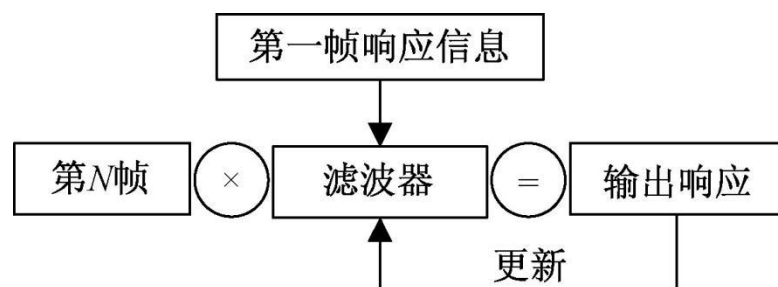 第一帧响应信息
第N帧 × 滤波器 = 输出响应
更新